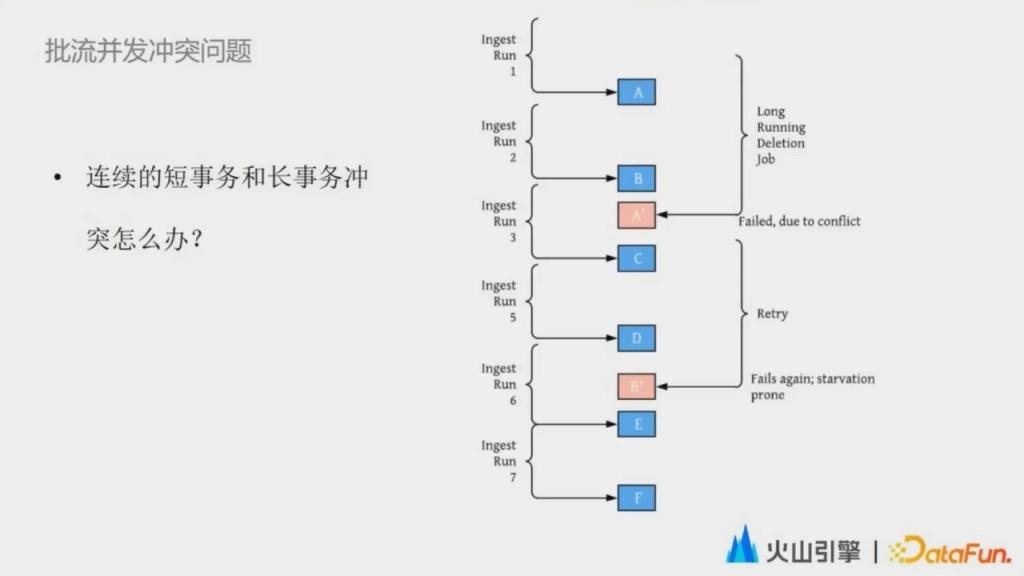 批流并发冲突问题
• 连续的短事务和长事务冲
突怎么办？
Ingest
Run
1
A
Long
Running
Deletion
Job
Ingest
Run
2
B
Ingest
Run
3
A'
Failed, due to conflict
C
Ingest
Run
5
Retry
D
Ingest
Run
6
B'
Fails again; starvation
prone
E
Ingest
Run
7
F
火山引擎 | DataFun.